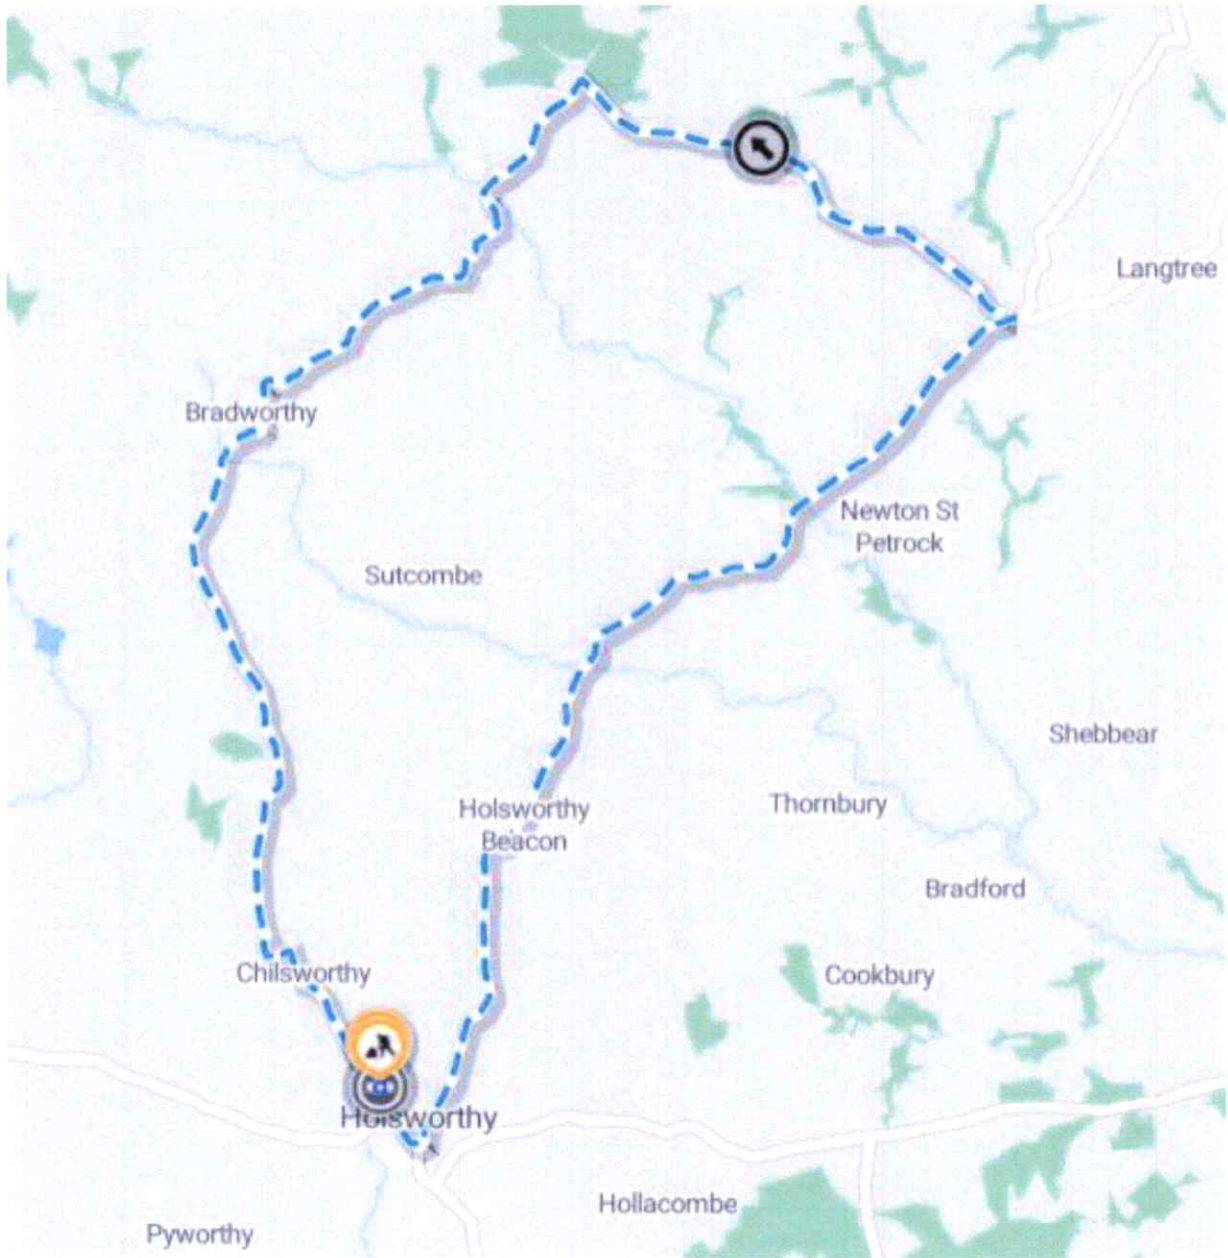 Langtree
Bradworthy
Newton St
Petrock
Sutcombe
Shebbear
Holsworthy
Beacon
Thornbury
Bradford
Chilsworthy
Cookbury
Holsworthy
Hollacombe
Pyworthy